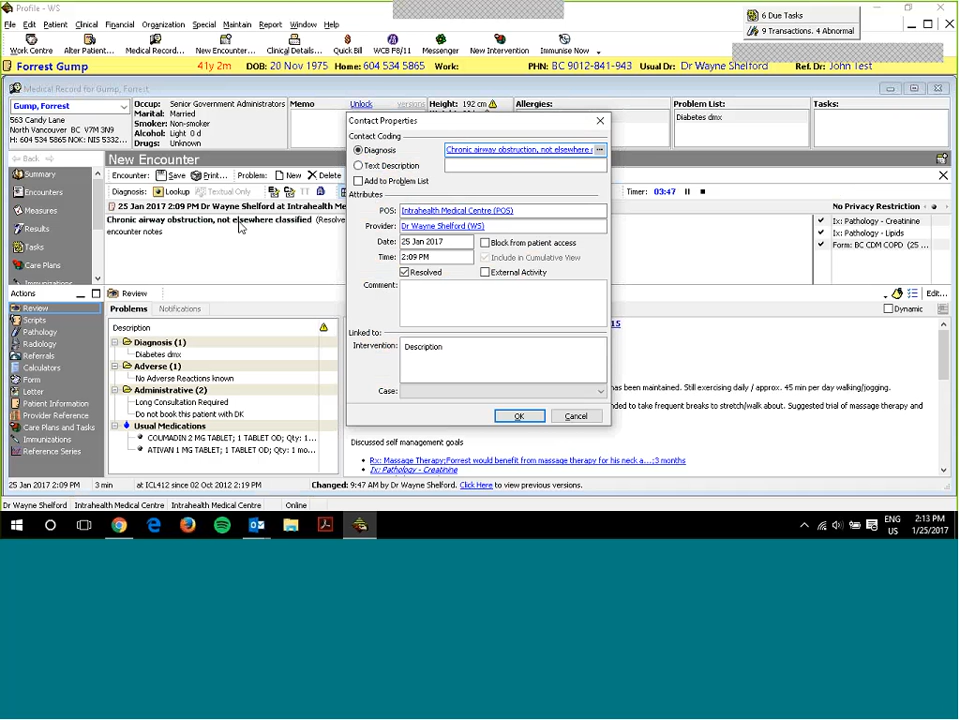 Profile - WS
File Edit Patient Clinical Financial Organization Special Maintain Report Window Help
6 Due Tasks
9 Transactions. 4 Abnormal
Work Centre Alter Patient... Medical Record... New Encounter... Clinical Details... Quick Bill WCB F8/11 Messenger New Intervention Immunise Now
Forrest Gump 41y 2m DOB: 20 Nov 1975 Home: 604 534 5865 Work: PHN: BC 9012-841-943 Usual Dr: Dr Wayne Shelford Ref. Dr: John Test
Medical Record for Gump, Forrest
Gump, Forrest
563 Candy Lane
North Vancouver BC V7M 3N9
H: 604 534 5865 NOK: NIS 5332...
Occup: Senior Government Administrators
Marital: Married
Smoker: Non-smoker
Alcohol: Light 0 d
Drugs: Unknown
Memo Unlock versions Height: 192 cm Allergies:
Problem List:
Diabetes dmx
Tasks:
Back
New Encounter
Summary
Encounters
Measures
Results
Tasks
Care Plans
Immunizations
Encounter: Save Print... Problem: New Delete
Diagnosis: Lookup Textual Only
Timer: 03:47
25 Jan 2017 2:09 PM Dr Wayne Shelford at Intrahealth Me
No Privacy Restriction
Chronic airway obstruction, not elsewhere classified (Resolve
encounter notes
Ix: Pathology - Creatinine
Ix: Pathology - Lipids
Form: BC CDM COPD (25 ...
Contact Properties
Contact Coding
Diagnosis Chronic airway obstruction, not elsewhere c ...
Text Description
Add to Problem List
Attributes
POS: Intrahealth Medical Centre (POS)
Provider: Dr Wayne Shelford (WS)
Date: 25 Jan 2017 Block from patient access
Time: 2:09 PM Include in Cumulative View
Resolved External Activity
Comment:
Linked to:
Intervention: Description
Case:
OK Cancel
Actions
Review
Scripts
Pathology
Radiology
Referrals
Calculators
Form
Letter
Patient Information
Provider Reference
Care Plans and Tasks
Immunizations
Reference Series
Review
Edit...
Problems Notifications
Dynamic
Description
Diagnosis (1)
Diabetes dmx
Adverse (1)
No Adverse Reactions known
Administrative (2)
Long Consultation Required
Do not book this patient with DK
Usual Medications
COUMADIN 2 MG TABLET; 1 TABLET OD; Qty: 1...
ATIVAN 1 MG TABLET; 1 TABLET OD; Qty: 1 mo...
15
has been maintained. Still exercising daily / approx. 45 min per day walking/jogging.
nded to take frequent breaks to stretch/walk about. Suggested trial of massage therapy and
Discussed self management goals
Rx: Massage Therapy;Forrest would benefit from massage therapy for his neck a...;3 months
Ix: Pathology - Creatinine
25 Jan 2017 2:09 PM 3 min at ICL412 since 02 Oct 2012 2:19 PM Changed: 9:47 AM by Dr Wayne Shelford. Click Here to view previous versions.
Dr Wayne Shelford Intrahealth Medical Centre Intrahealth Medical Centre Online
ENG
US
2:13 PM
1/25/2017